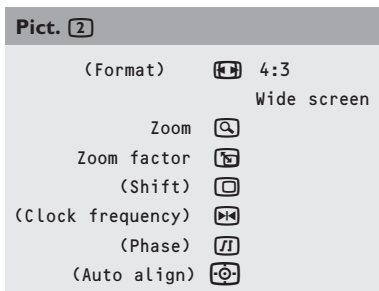 Pict. 2
(Format) 4:3
Wide screen
Zoom
Zoom factor
(Shift)
(Clock frequency)
(Phase)
(Auto align)